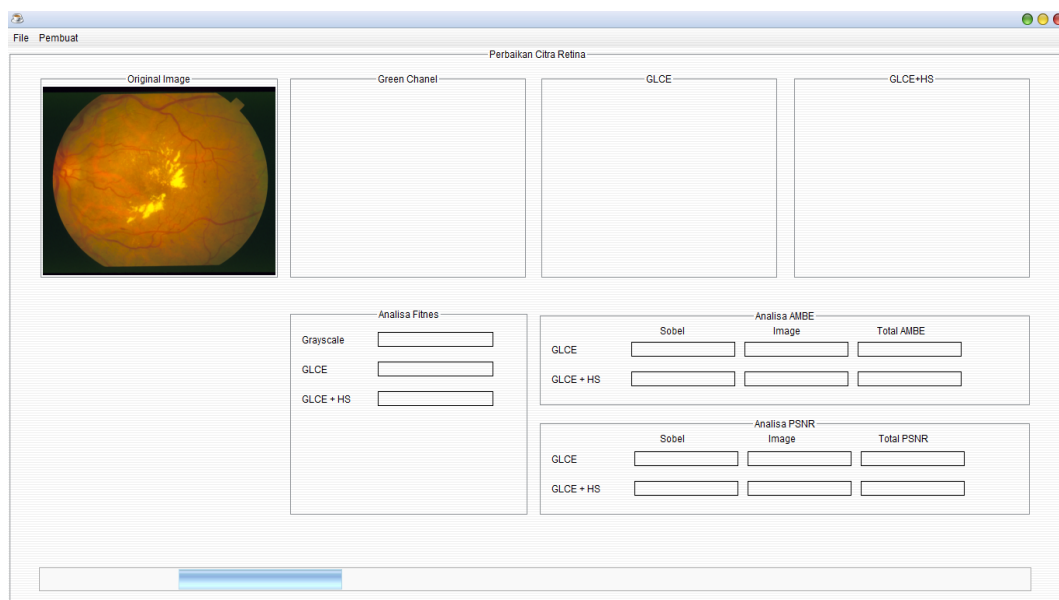 File Pembuat
Perbaikan Citra Retina
Original Image
Green Chanel
GLCE
GLCE+HS
Analisa Fitnes
Grayscale
GLCE
GLCE + HS
Analisa AMBE
Sobel Image Total AMBE
GLCE
GLCE + HS
Analisa PSNR
Sobel Image Total PSNR
GLCE
GLCE + HS